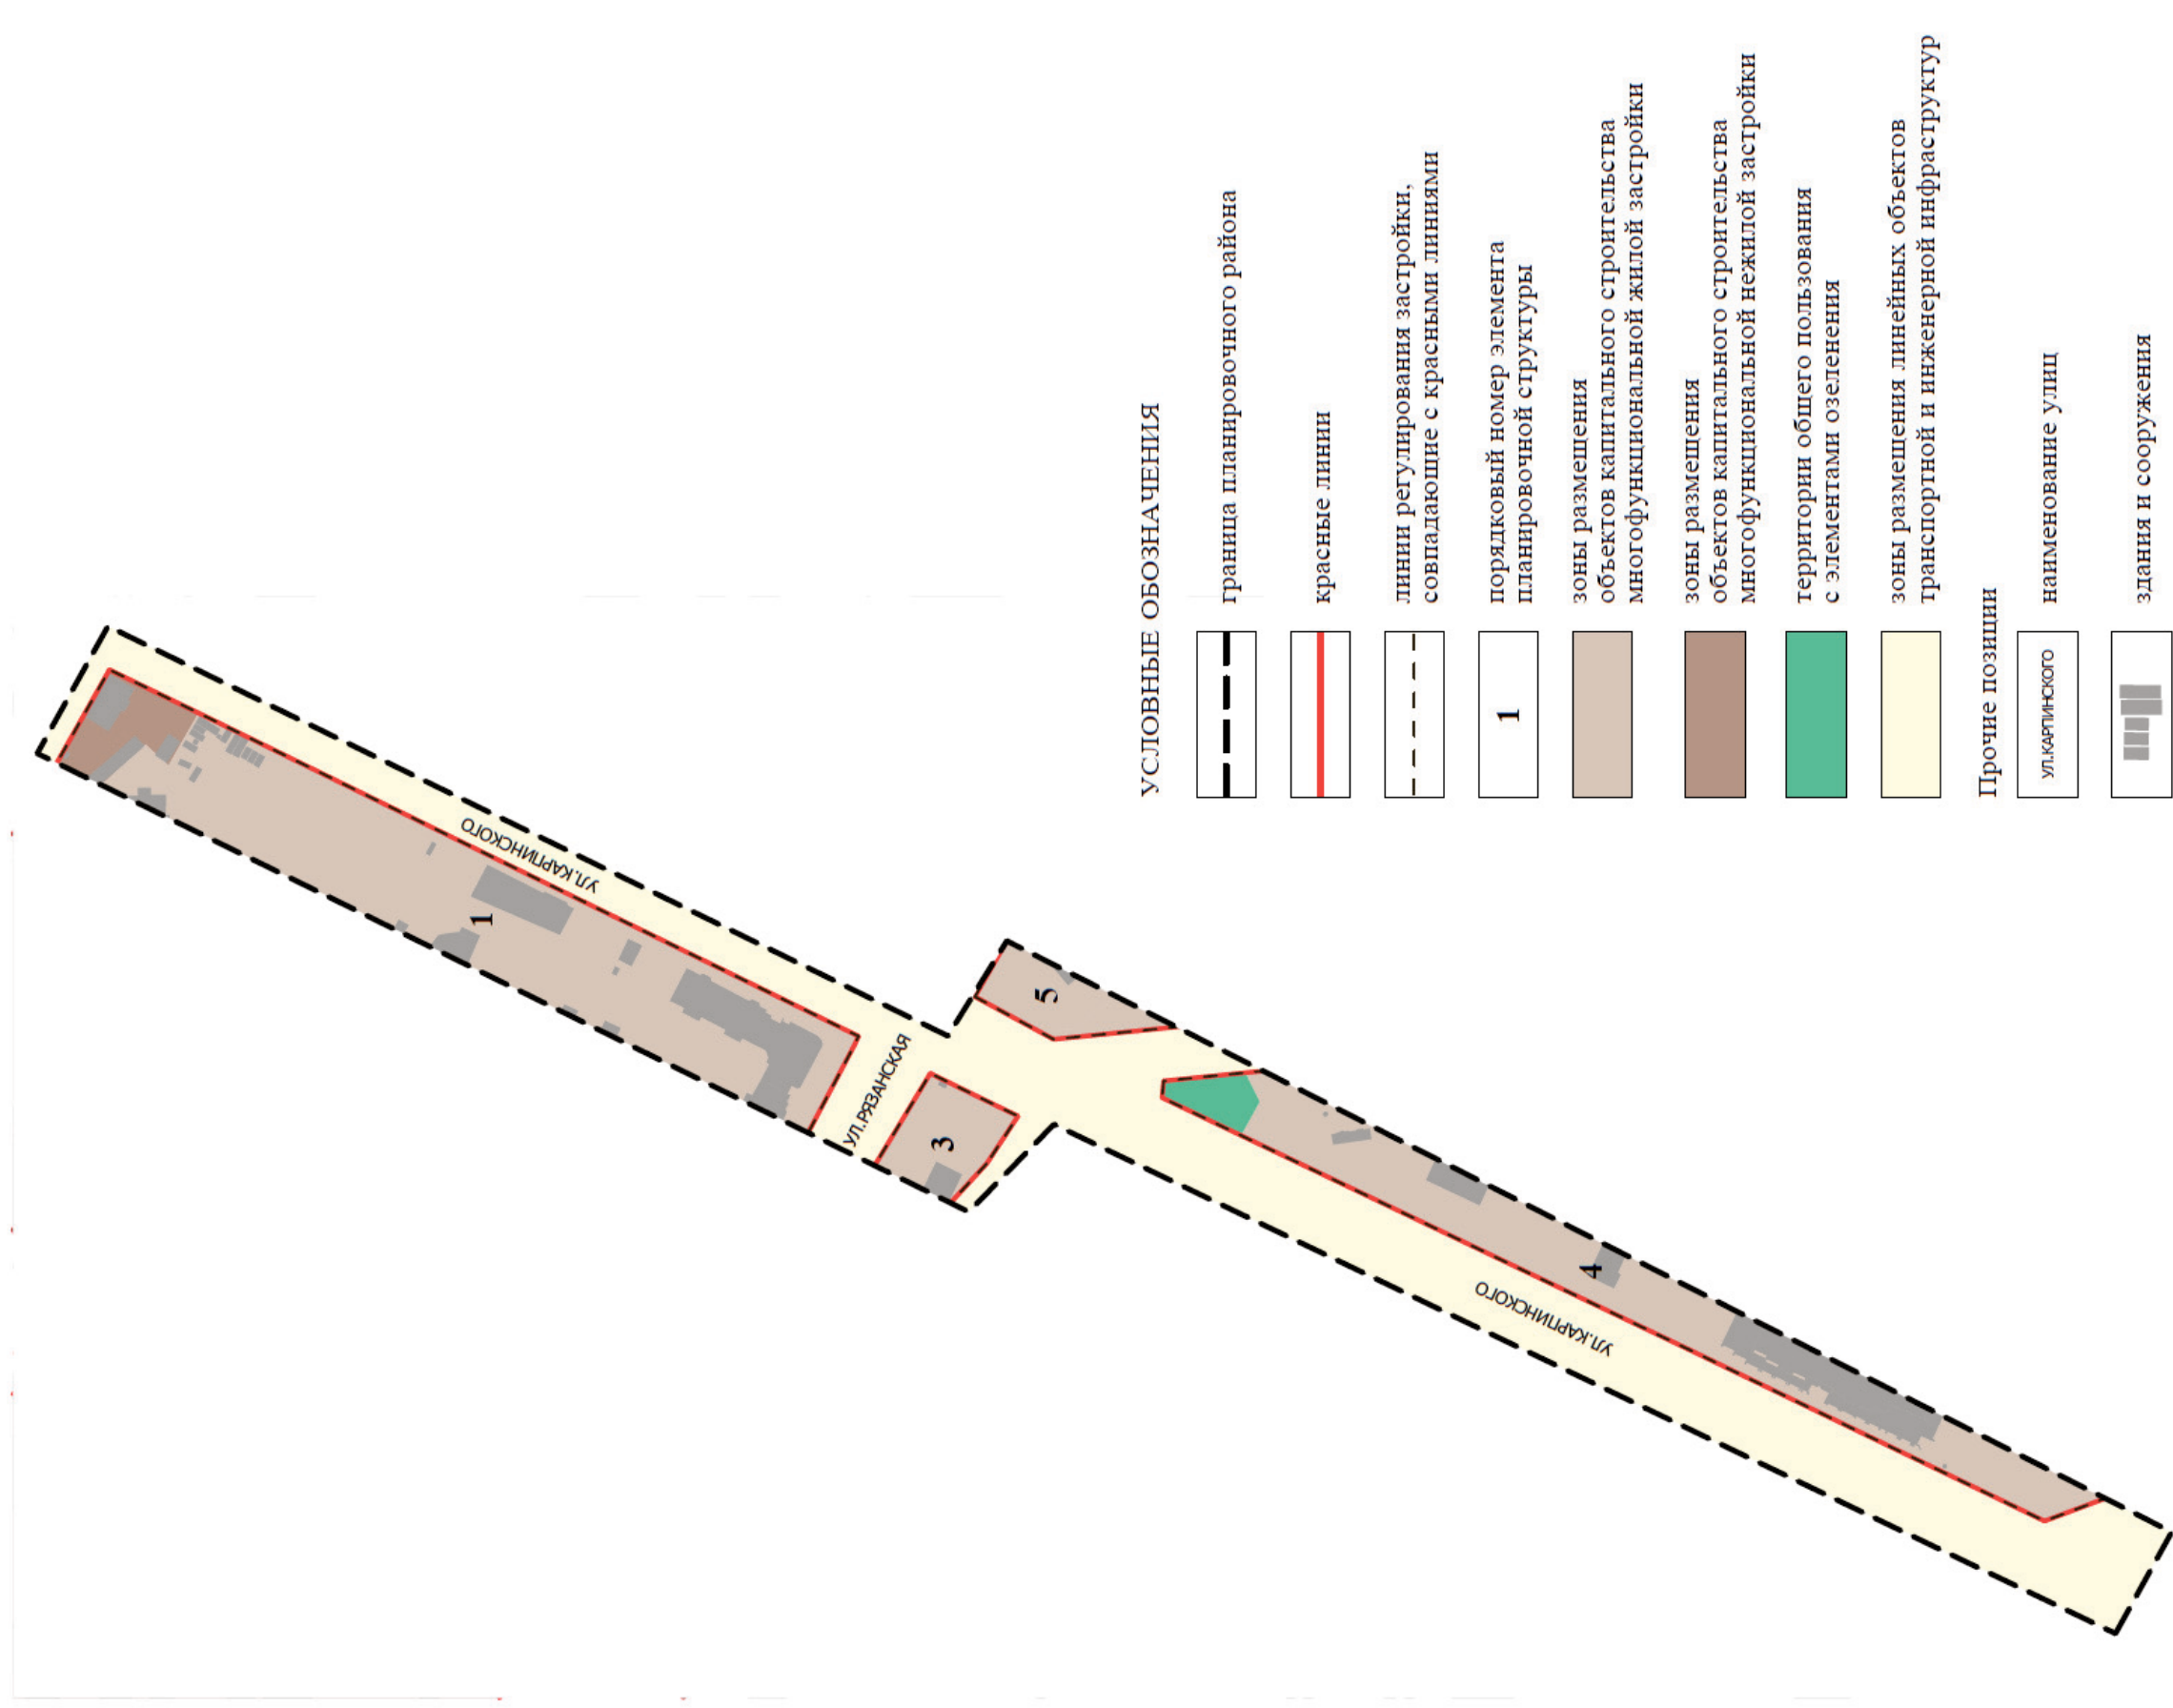 УЛ.КАРПИНСКОГО
1
УЛ.РЯЗАНСКАЯ
3
5
УЛ.КАРПИНСКОГО
4
УСЛОВНЫЕ ОБОЗНАЧЕНИЯ
граница планировочного района
красные линии
линии регулирования застройки,
совпадающие с красными линиями
1
порядковый номер элемента
планировочной структуры
зоны размещения
объектов капитального строительства
многофункциональной жилой застройки
зоны размещения
объектов капитального строительства
многофункциональной нежилой застройки
территории общего пользования
с элементами озеленения
зоны размещения линейных объектов
транспортной и инженерной инфраструктур
Прочие позиции
УЛ.КАРПИНСКОГО
наименование улиц
здания и сооружения